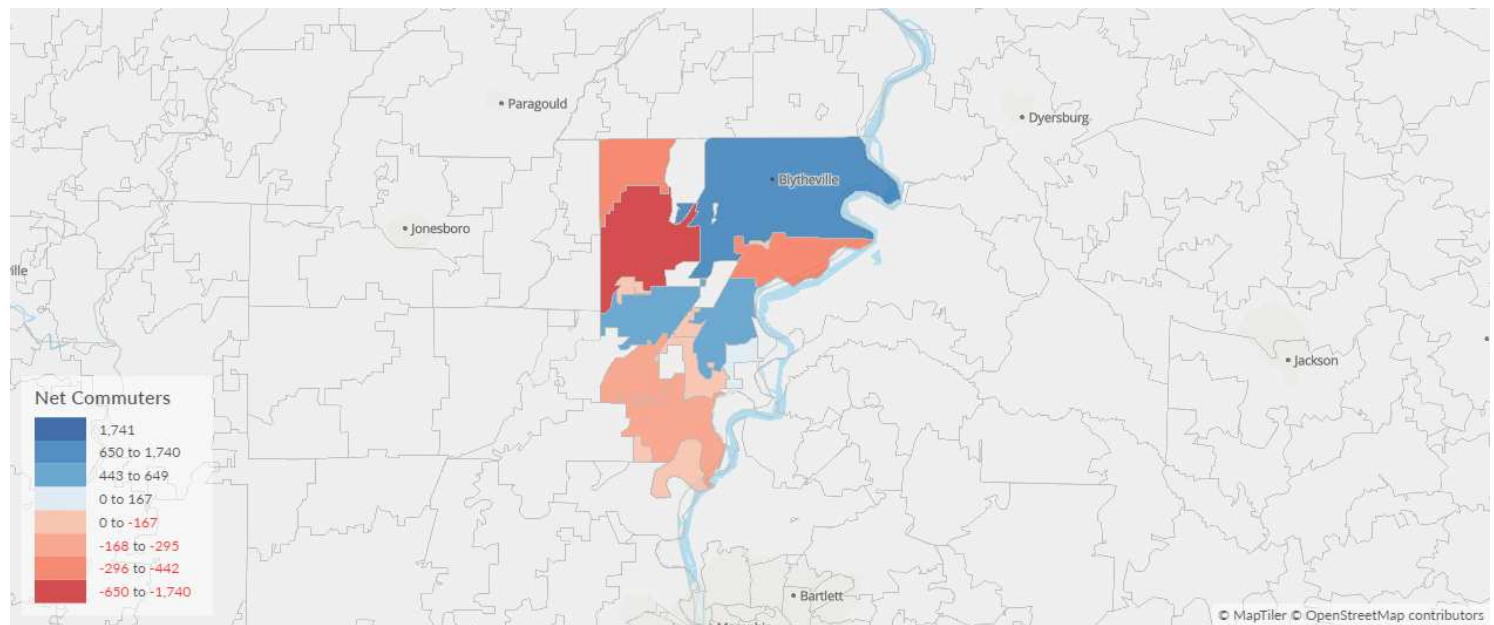 Paragould
Dyersburg
Blytheville
Jonesboro
ville
Jackson
Net Commuters
1,741
650 to 1,740
443 to 649
0 to 167
0 to -167
-168 to -295
-296 to -442
-650 to -1,740
Bartlett
© MapTiler © OpenStreetMap contributors